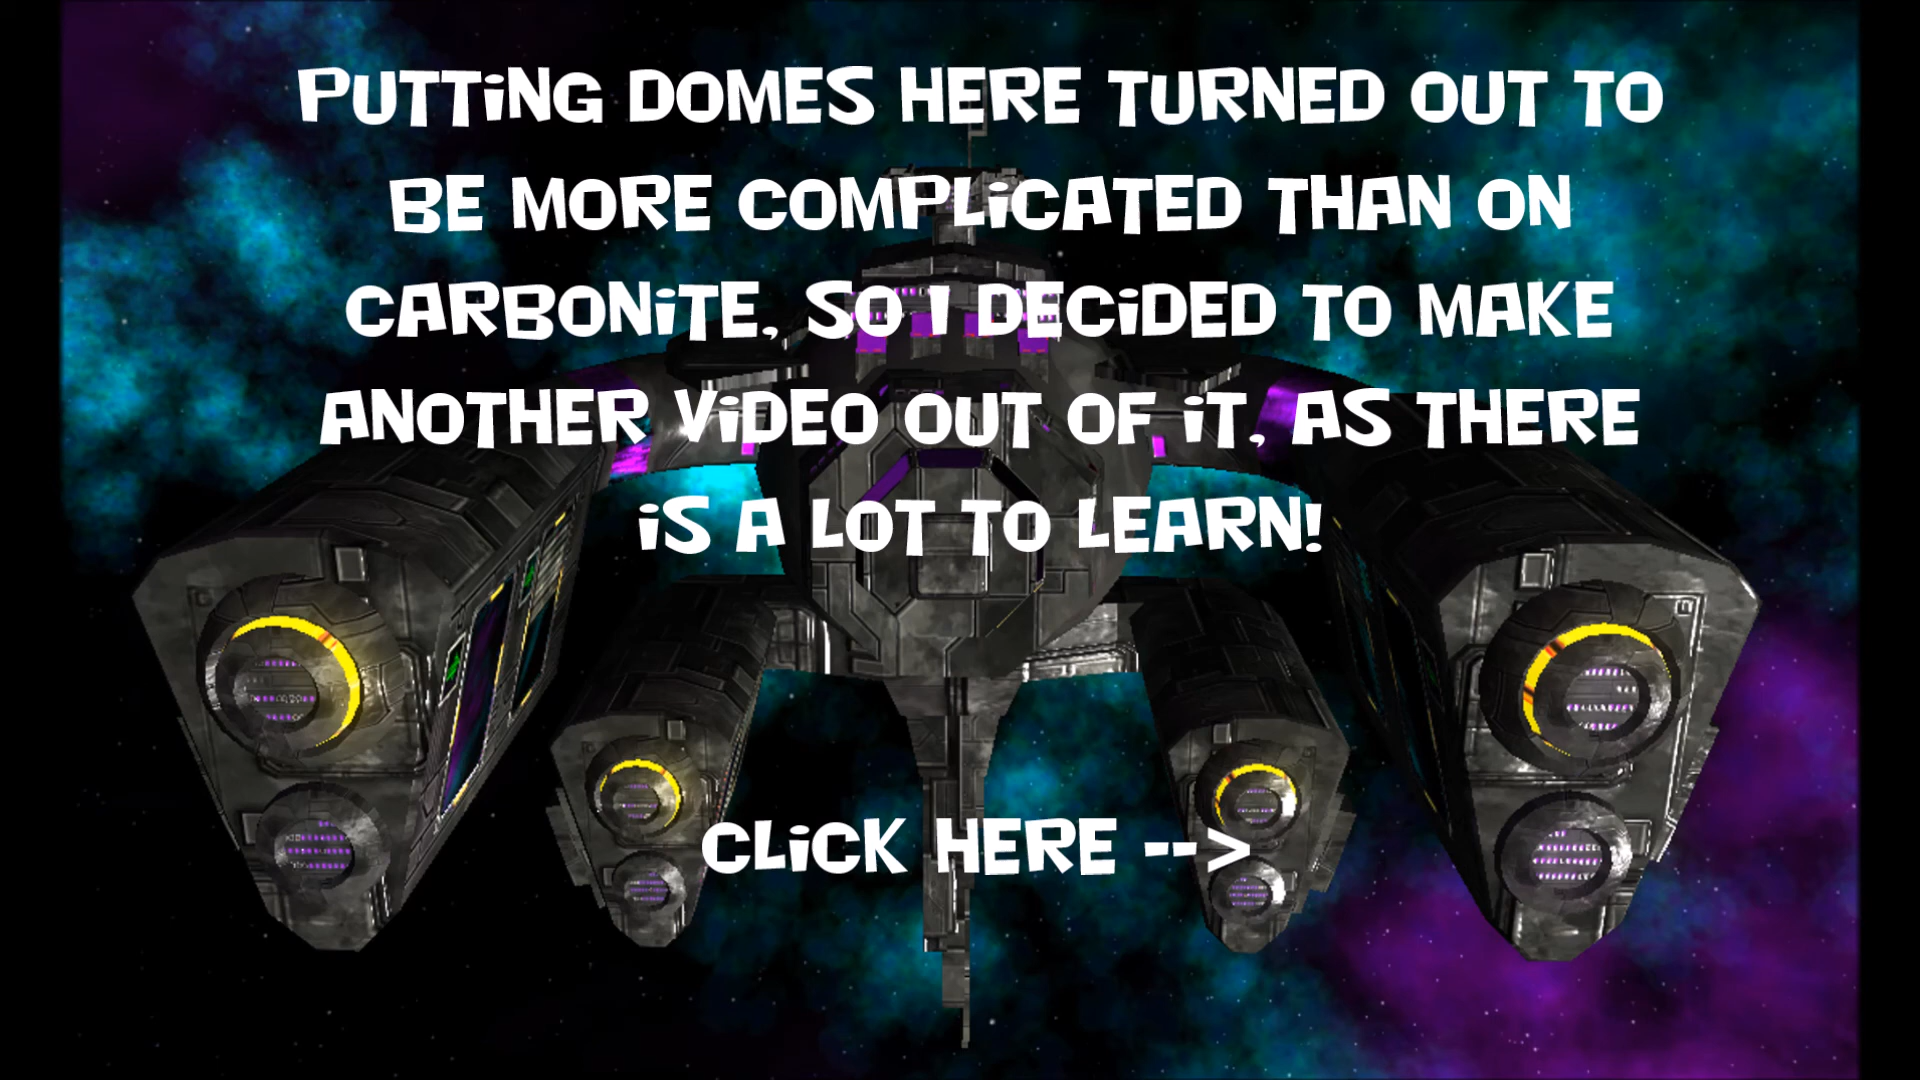 PUTTiNG DOMES HERE TURNED OUT TO
BE MORE COMPLiCATED THAN ON
CARBONiTE, SO I DECiDED TO MAKE
ANOTHER ViDEO OUT OF iT, AS THERE
iS A LOT TO LEARN!
CLiCK HERE -->